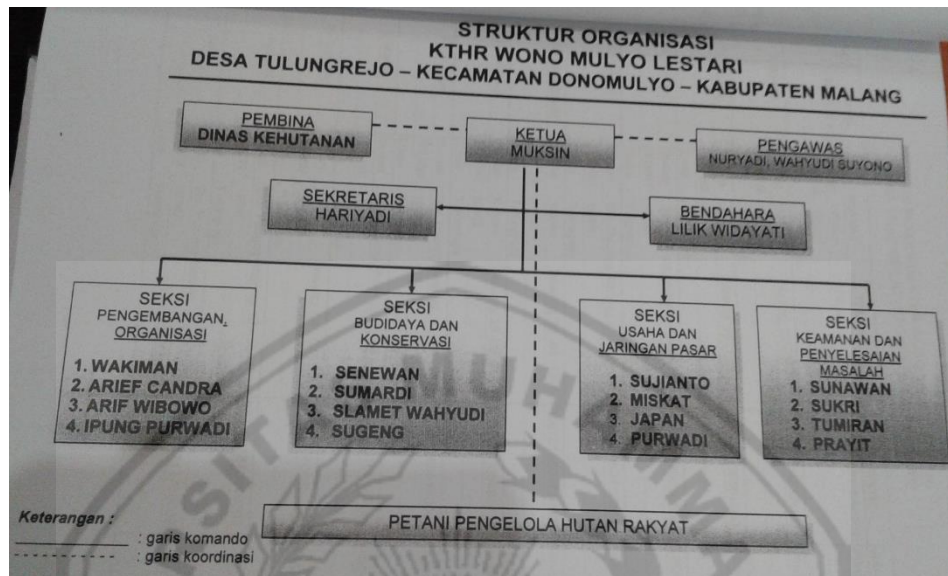 STRUKTUR ORGANISASI
KTHR WONO MULYO LESTARI
DESA TULUNGREJO – KECAMATAN DONOMULYO – KABUPATEN MALANG
PEMBINA
DINAS KEHUTANAN
KETUA
MUKSIN
PENGAWAS
NURYADI, WAHYUDI SUYONO
SEKRETARIS
HARIYADI
BENDAHARA
LILIK WIDAYATI
SEKSI
PENGEMBANGAN,
ORGANISASI
1. WAKIMAN
2. ARIEF CANDRA
3. ARIF WIBOWO
4. IPUNG PURWADI
SEKSI
BUDIDAYA DAN
KONSERVASI
1. SENEWAN
2. SUMARDI
3. SLAMET WAHYUDI
4. SUGENG
SEKSI
USAHA DAN
JARINGAN PASAR
1. SUJIANTO
2. MISKAT
3. JAPAN
4. PURWADI
SEKSI
KEAMANAN DAN
PENYELESAIAN
MASALAH
1. SUNAWAN
2. SUKRI
3. TUMIRAN
4. PRAYIT
PETANI PENGELOLA HUTAN RAKYAT
Keterangan :
: garis komando
: garis koordinasi
SITAS MUHAMMA